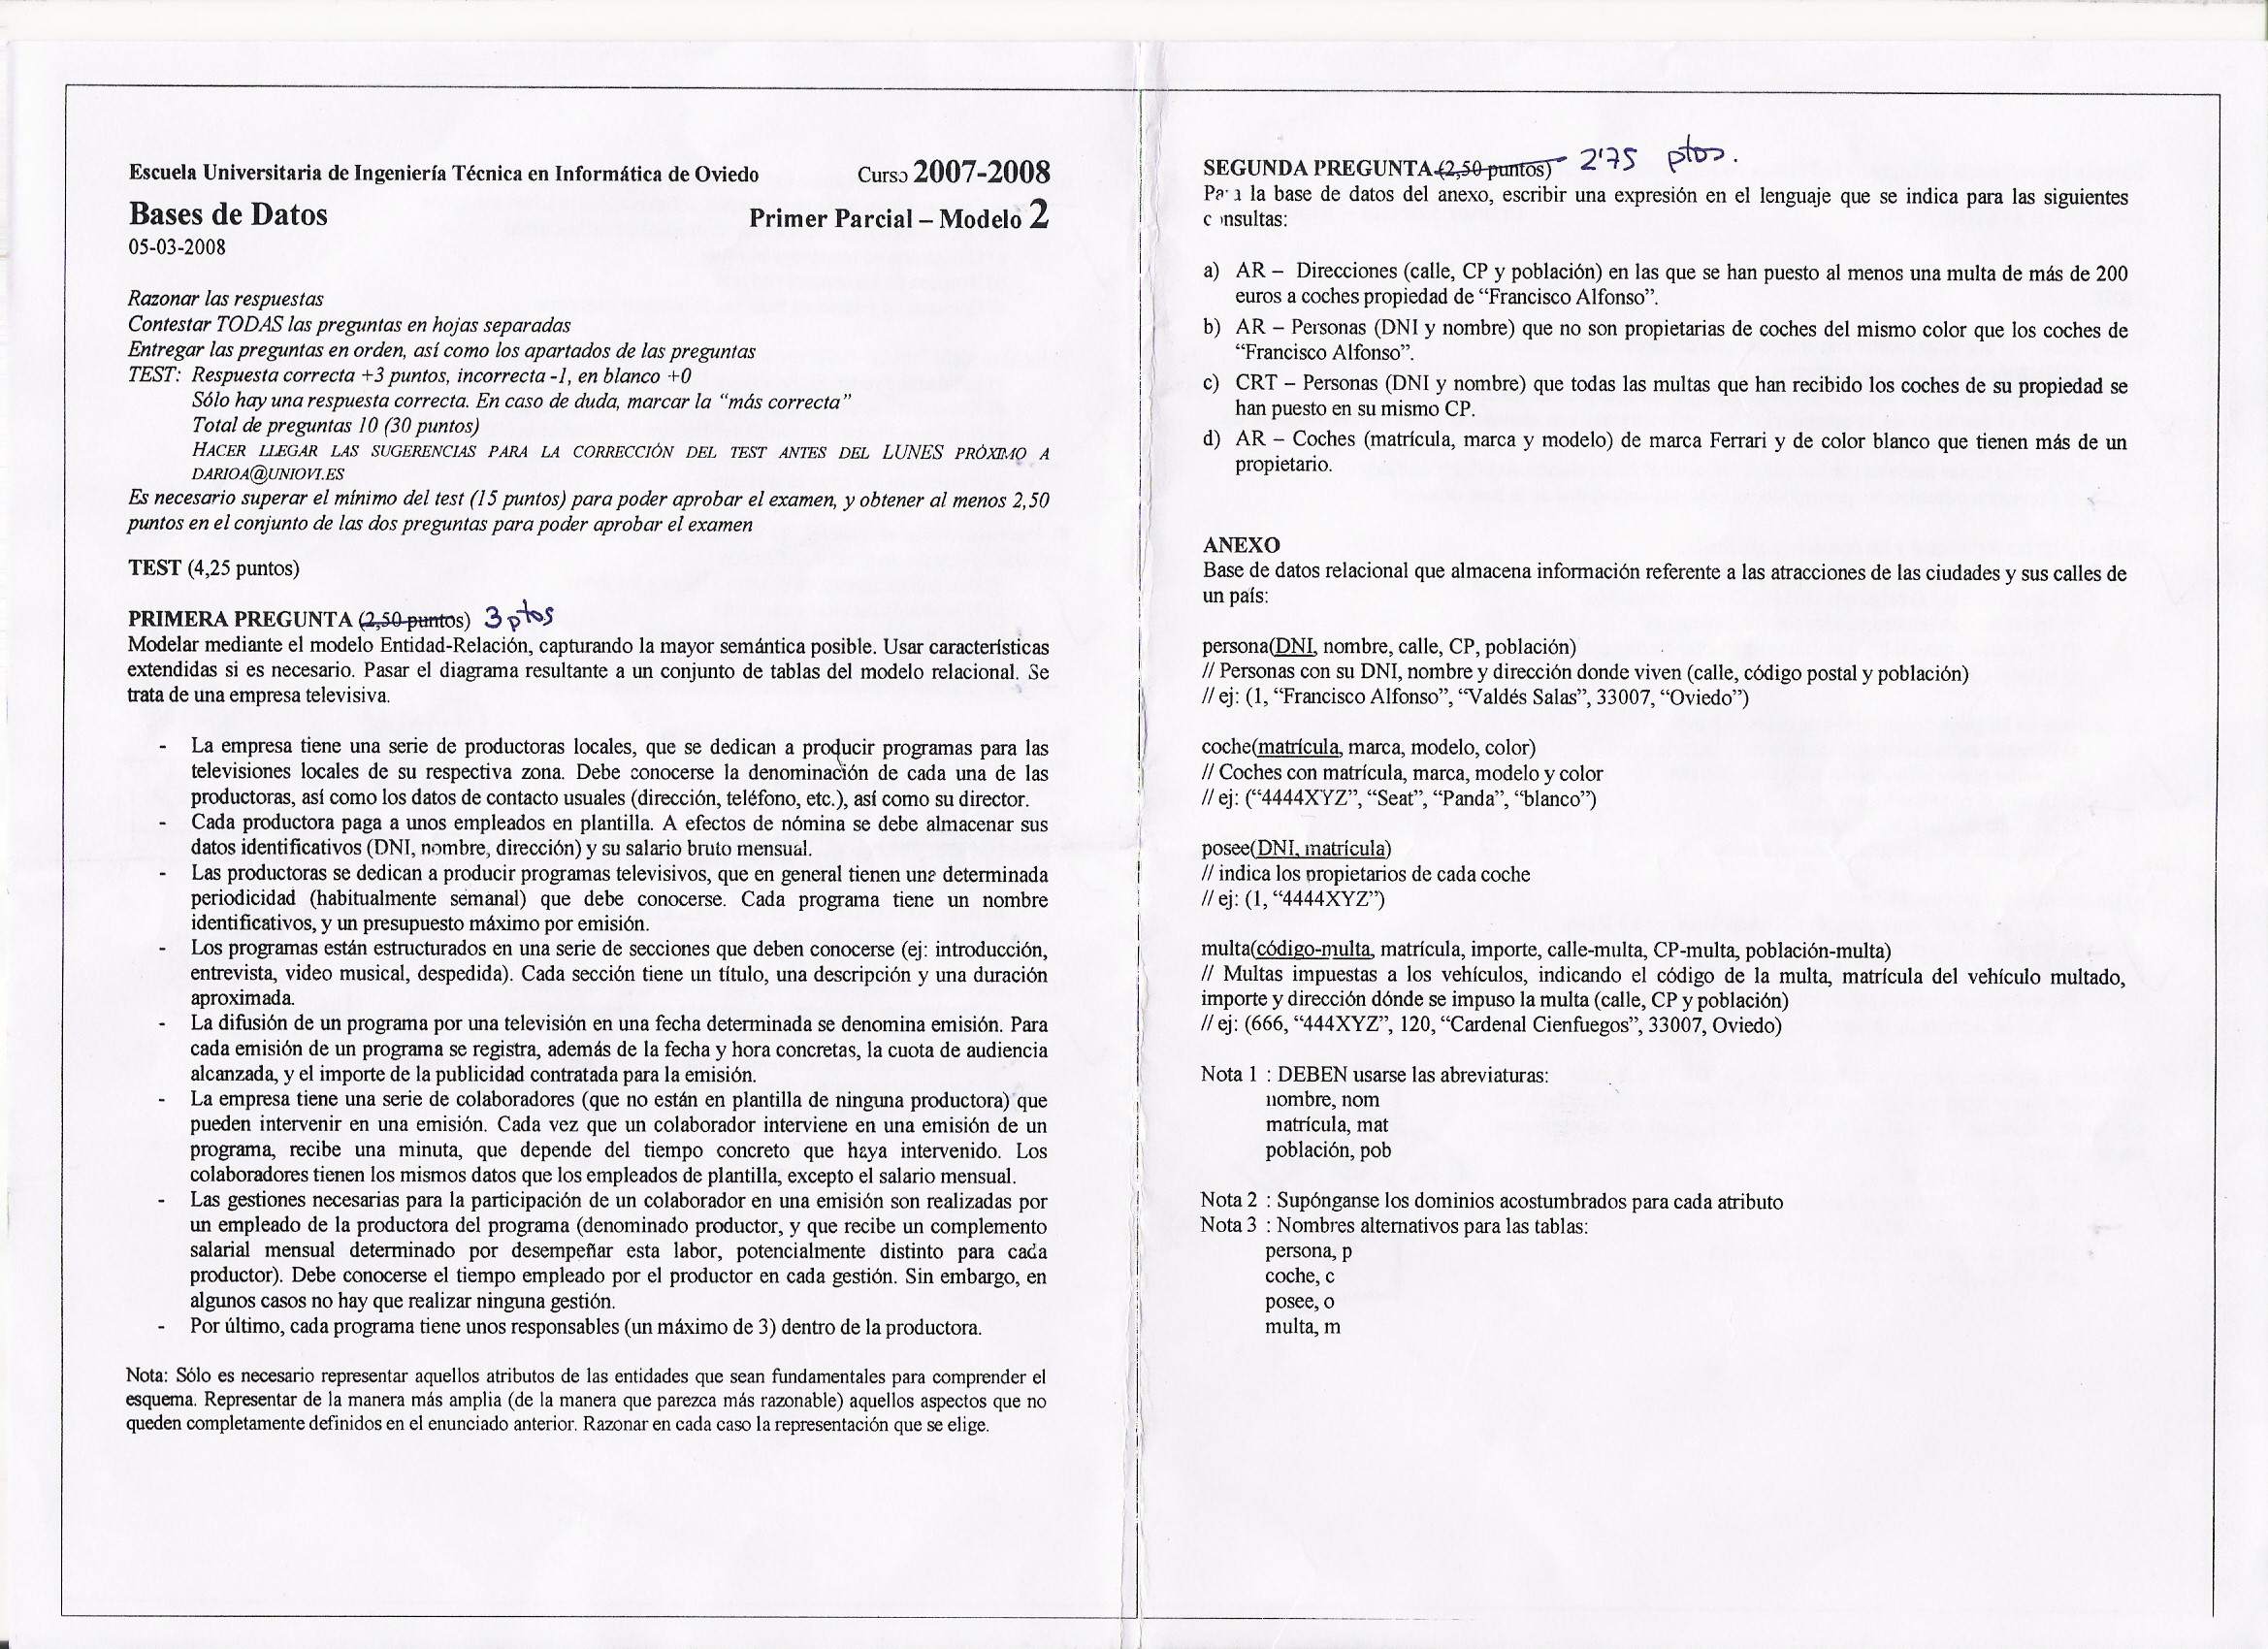 Escuela Universitaria de Ingeniería Técnica en Informática de Oviedo Curso 2007-2008
Bases de Datos Primer Parcial – Modelo 2
05-03-2008
Razonar las respuestas
Contestar TODAS las preguntas en hojas separadas
Entregar las preguntas en orden, así como los apartados de las preguntas
TEST: Respuesta correcta +3 puntos, incorrecta -1, en blanco +0
Sólo hay una respuesta correcta. En caso de duda, marcar la “más correcta”
Total de preguntas 10 (30 puntos)
HACER LLEGAR LAS SUGERENCIAS PARA LA CORRECCIÓN DEL TEST ANTES DEL LUNES PRÓXIMO A
DARIOA@UNIOVI.ES
Es necesario superar el mínimo del test (15 puntos) para poder aprobar el examen, y obtener al menos 2,50
puntos en el conjunto de las dos preguntas para poder aprobar el examen
TEST (4,25 puntos)
PRIMERA PREGUNTA (2,50 puntos) 3 ptos
Modelar mediante el modelo Entidad-Relación, capturando la mayor semántica posible. Usar características
extendidas si es necesario. Pasar el diagrama resultante a un conjunto de tablas del modelo relacional. Se
trata de una empresa televisiva.
- La empresa tiene una serie de productoras locales, que se dedican a producir programas para las
televisiones locales de su respectiva zona. Debe conocerse la denominación de cada una de las
productoras, así como los datos de contacto usuales (dirección, teléfono, etc.), así como su director.
- Cada productora paga a unos empleados en plantilla. A efectos de nómina se debe almacenar sus
datos identificativos (DNI, nombre, dirección) y su salario bruto mensual.
- Las productoras se dedican a producir programas televisivos, que en general tienen una determinada
periodicidad (habitualmente semanal) que debe conocerse. Cada programa tiene un nombre
identificativos, y un presupuesto máximo por emisión.
- Los programas están estructurados en una serie de secciones que deben conocerse (ej: introducción,
entrevista, video musical, despedida). Cada sección tiene un título, una descripción y una duración
aproximada.
- La difusión de un programa por una televisión en una fecha determinada se denomina emisión. Para
cada emisión de un programa se registra, además de la fecha y hora concretas, la cuota de audiencia
alcanzada, y el importe de la publicidad contratada para la emisión.
- La empresa tiene una serie de colaboradores (que no están en plantilla de ninguna productora) que
pueden intervenir en una emisión. Cada vez que un colaborador interviene en una emisión de un
programa, recibe una minuta, que depende del tiempo concreto que haya intervenido. Los
colaboradores tienen los mismos datos que los empleados de plantilla, excepto el salario mensual.
- Las gestiones necesarias para la participación de un colaborador en una emisión son realizadas por
un empleado de la productora del programa (denominado productor, y que recibe un complemento
salarial mensual determinado por desempeñar esta labor, potencialmente distinto para cada
productor). Debe conocerse el tiempo empleado por el productor en cada gestión. Sin embargo, en
algunos casos no hay que realizar ninguna gestión.
- Por último, cada programa tiene unos responsables (un máximo de 3) dentro de la productora.
Nota: Sólo es necesario representar aquellos atributos de las entidades que sean fundamentales para comprender el
esquema. Representar de la manera más amplia (de la manera que parezca más razonable) aquellos aspectos que no
queden completamente definidos en el enunciado anterior. Razonar en cada caso la representación que se elige.
SEGUNDA PREGUNTA (2,50 puntos) 2'75 ptos.
Para la base de datos del anexo, escribir una expresión en el lenguaje que se indica para las siguientes
consultas:
a) AR – Direcciones (calle, CP y población) en las que se han puesto al menos una multa de más de 200
euros a coches propiedad de “Francisco Alfonso”.
b) AR – Personas (DNI y nombre) que no son propietarias de coches del mismo color que los coches de
“Francisco Alfonso”.
c) CRT – Personas (DNI y nombre) que todas las multas que han recibido los coches de su propiedad se
han puesto en su mismo CP.
d) AR – Coches (matrícula, marca y modelo) de marca Ferrari y de color blanco que tienen más de un
propietario.
ANEXO
Base de datos relacional que almacena información referente a las atracciones de las ciudades y sus calles de
un país:
persona(DNI, nombre, calle, CP, población)
// Personas con su DNI, nombre y dirección donde viven (calle, código postal y población)
// ej: (1, “Francisco Alfonso”, “Valdés Salas”, 33007, “Oviedo”)
coche(matrícula, marca, modelo, color)
// Coches con matrícula, marca, modelo y color
// ej: (“4444XYZ”, “Seat”, “Panda”, “blanco”)
posee(DNI, matrícula)
// indica los propietarios de cada coche
// ej: (1, “4444XYZ”)
multa(código-multa, matrícula, importe, calle-multa, CP-multa, población-multa)
// Multas impuestas a los vehículos, indicando el código de la multa, matrícula del vehículo multado,
importe y dirección dónde se impuso la multa (calle, CP y población)
// ej: (666, “444XYZ”, 120, “Cardenal Cienfuegos”, 33007, Oviedo)
Nota 1 : DEBEN usarse las abreviaturas:
nombre, nom
matrícula, mat
población, pob
Nota 2 : Supónganse los dominios acostumbrados para cada atributo
Nota 3 : Nombres alternativos para las tablas:
persona, p
coche, c
posee, o
multa, m